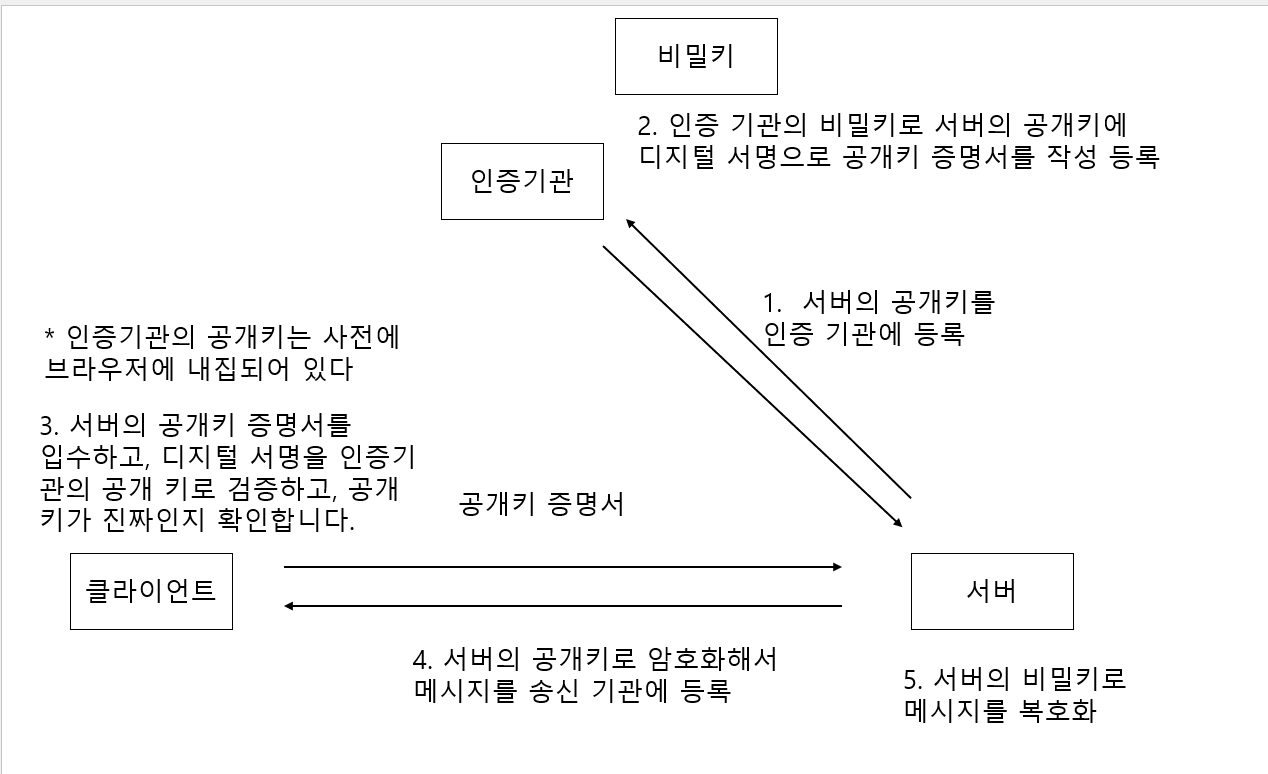 비밀키
2. 인증 기관의 비밀키로 서버의 공개키에
디지털 서명으로 공개키 증명서를 작성 등록
인증기관
1. 서버의 공개키를
인증 기관에 등록
* 인증기관의 공개키는 사전에
브라우저에 내집되어 있다
3. 서버의 공개키 증명서를
입수하고, 디지털 서명을 인증기
관의 공개 키로 검증하고, 공개
키가 진짜인지 확인합니다.
공개키 증명서
클라이언트
서버
4. 서버의 공개키로 암호화해서
메시지를 송신 기관에 등록
5. 서버의 비밀키로
메시지를 복호화